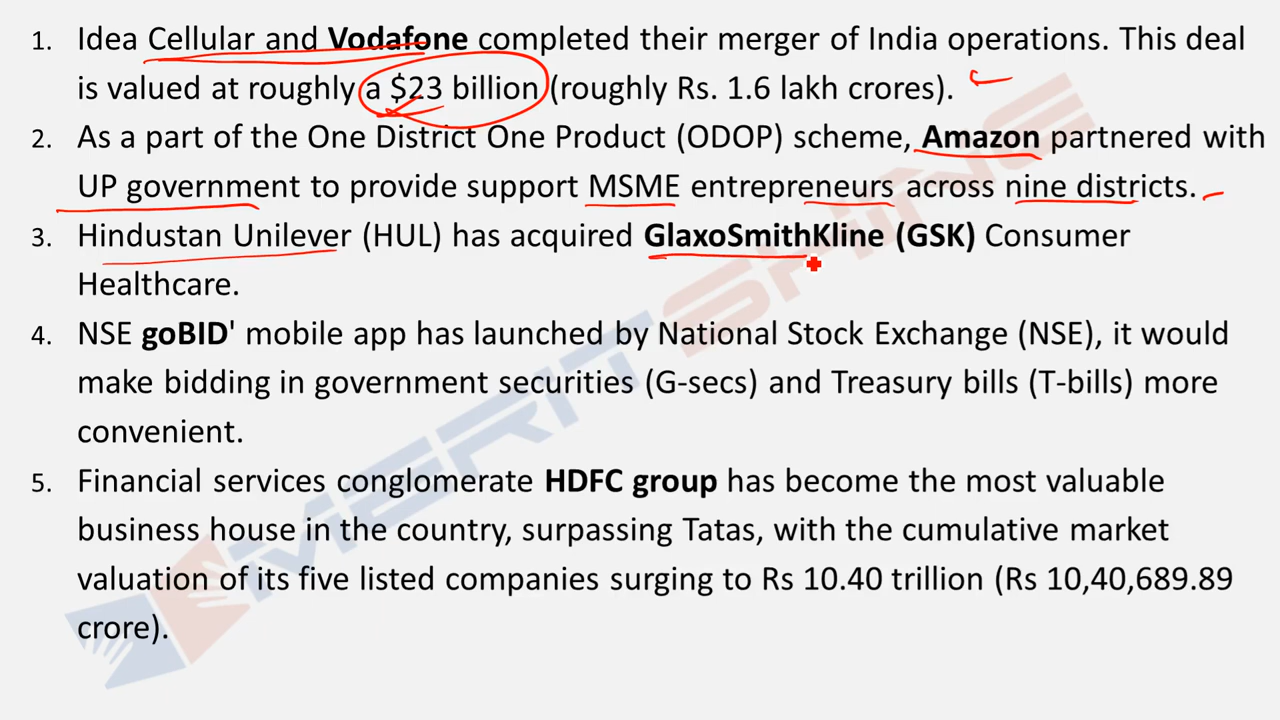 1. Idea Cellular and Vodafone completed their merger of India operations. This deal
is valued at roughly a $23 billion (roughly Rs. 1.6 lakh crores).
2. As a part of the One District One Product (ODOP) scheme, Amazon partnered with
UP government to provide support MSME entrepreneurs across nine districts.
3. Hindustan Unilever (HUL) has acquired GlaxoSmithKline (GSK) Consumer
Healthcare.
4. NSE goBID' mobile app has launched by National Stock Exchange (NSE), it would
make bidding in government securities (G-secs) and Treasury bills (T-bills) more
convenient.
5. Financial services conglomerate HDFC group has become the most valuable
business house in the country, surpassing Tatas, with the cumulative market
valuation of its five listed companies surging to Rs 10.40 trillion (Rs 10,40,689.89
crore).
MERITSHINE